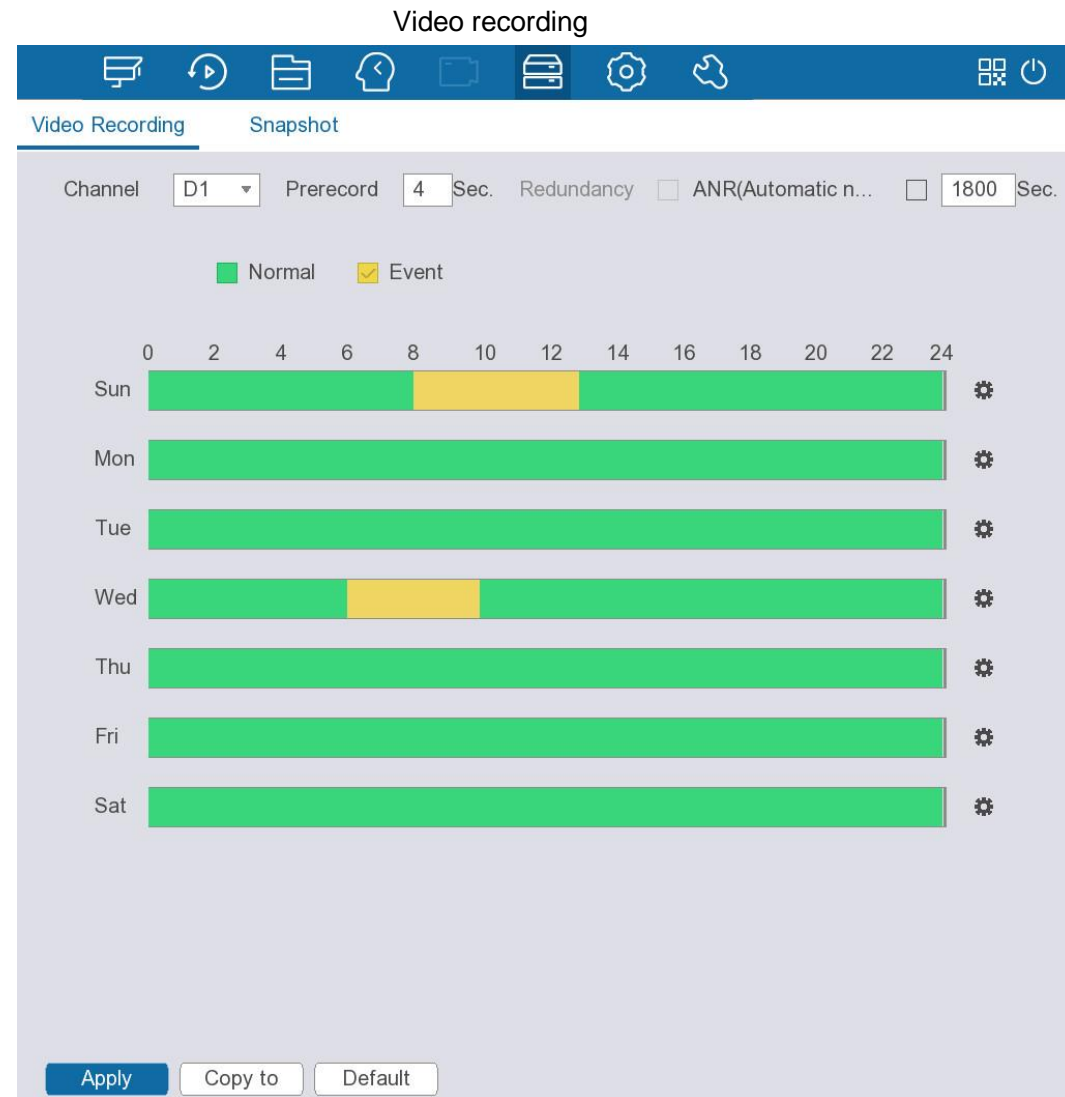 Video recording
Video Recording Snapshot
Channel D1 Prerecord 4 Sec. Redundancy ANR(Automatic n... 1800 Sec.
Normal Event
0 2 4 6 8 10 12 14 16 18 20 22 24
Sun
Mon
Tue
Wed
Thu
Fri
Sat
Apply Copy to Default